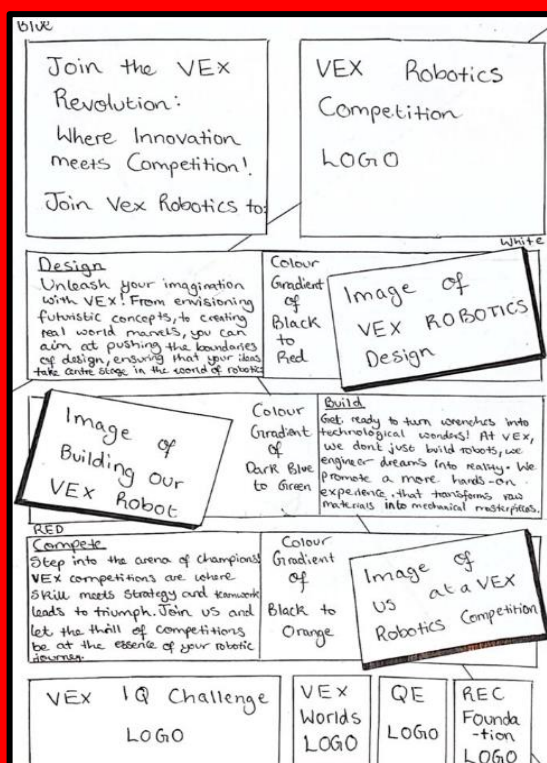 Blue
Join the VEX
Revolution:
Where Innovation
meets Competition!
Join Vex Robotics to:
VEX Robotics
Competition
LOGO
White
Design
Unleash your imagination
with VEX! From envisioning
futuristic concepts, to creating
real world marvels, you can
aim at pushing the boundaries
of design, ensuring that your ideas
take centre stage in the world of robotics
Colour
Gradient
of
Black
to
Red
Image of
VEX ROBOTICS
Design
Image of
Building Our
VEX Robot
Colour
Gradient
of
Dark Blue
to Green
Build
Get ready to turn wrenches into
technological wonders! At VEX,
we don't just build robots, we
engineer dreams into reality. We
promote a more hands-on
experience, that transforms raw
materials into mechanical masterpieces.
RED
Compete
Step into the arena of champions!
VEX competitions are where
skill meets strategy and teamwork
leads to triumph. Join us and
let the thrill of competitions
be at the essence of your robotic
journey.
Colour
Gradient
of
Black to
Orange
Image of
us at a VEX
Robotics Competition
VEX IQ Challenge
LOGO
VEX
Worlds
LOGO
QE
LOGO
REC
Founda
-tion
LOGO